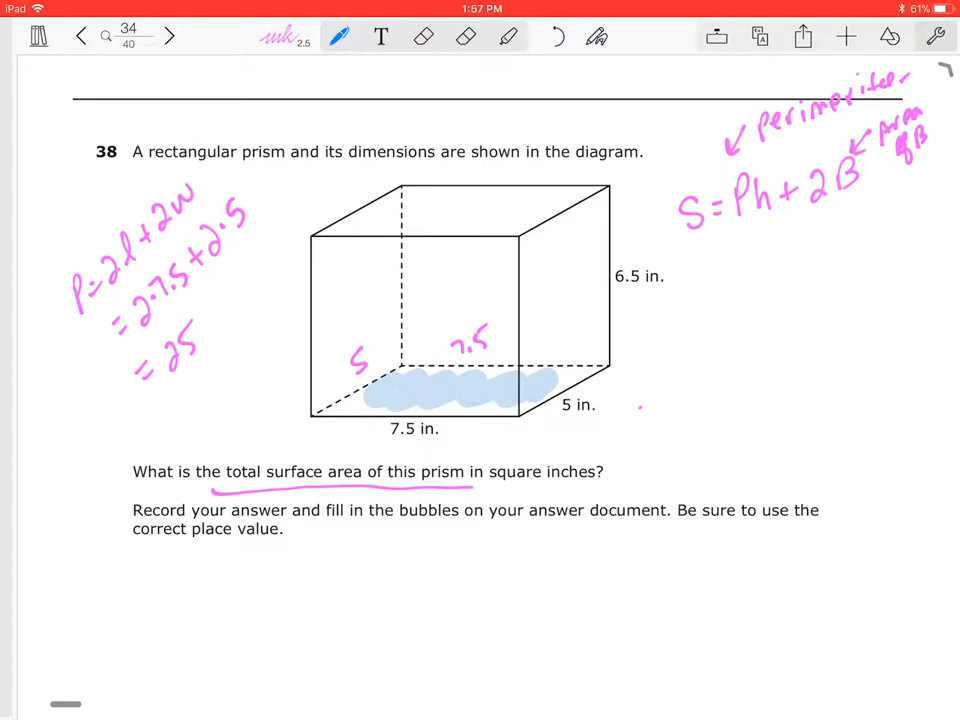 iPad
1:57 PM
61%
34
40
mk 2.5
T
perimeriter
Area
of B
38 A rectangular prism and its dimensions are shown in the diagram.
S=Ph+2B
P=2l+2w
=2·7.5+2·5
=25
6.5 in.
5
7.5
5 in.
7.5 in.
What is the total surface area of this prism in square inches?
Record your answer and fill in the bubbles on your answer document. Be sure to use the
correct place value.